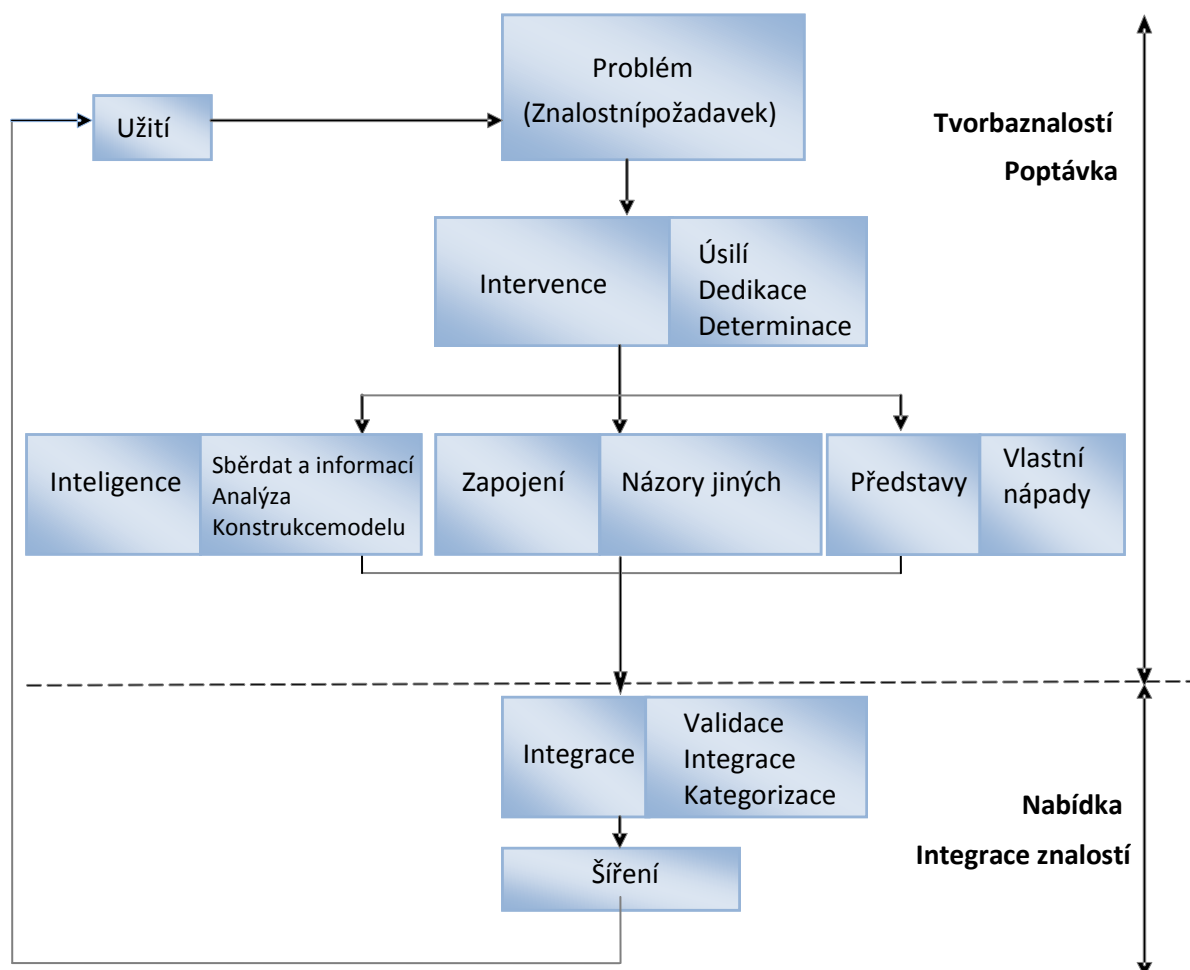 Problém
(Znalostnípožadavek)
Užití
Tvorbaznalostí
Poptávka
Intervence
Úsilí
Dedikace
Determinace
Inteligence
Sběrdat a informací
Analýza
Konstrukcemodelu
Zapojení
Názory jiných
Představy
Vlastní
nápady
Integrace
Validace
Integrace
Kategorizace
Nabídka
Integrace znalostí
Šíření